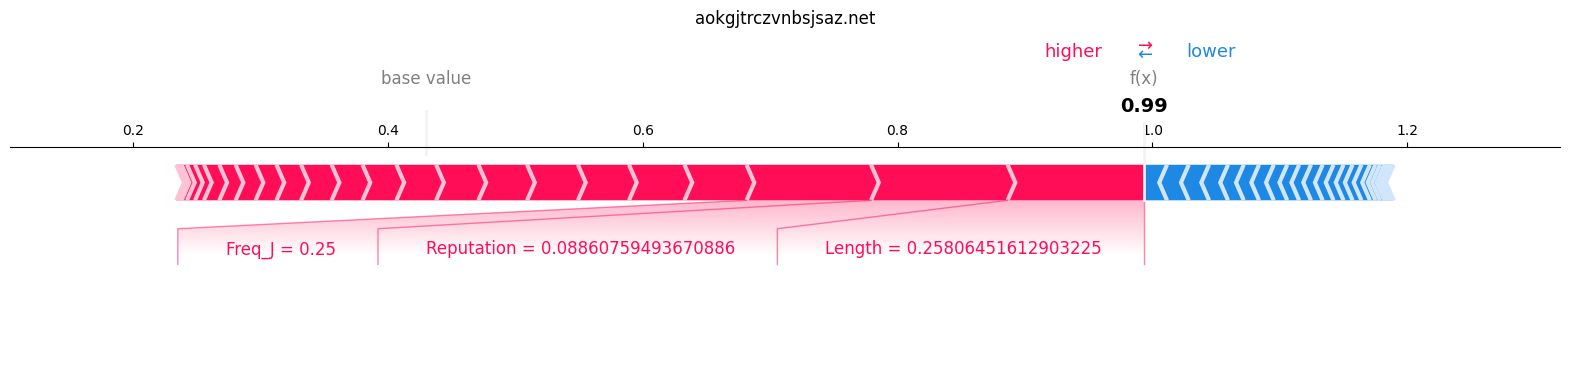 aokgjtrczvnbsjsaz.net
higher ⇄ lower
base value
f(x)
0.99
0.2 0.4 0.6 0.8 1.0 1.2
Freq_J = 0.25
Reputation = 0.08860759493670886
Length = 0.25806451612903225